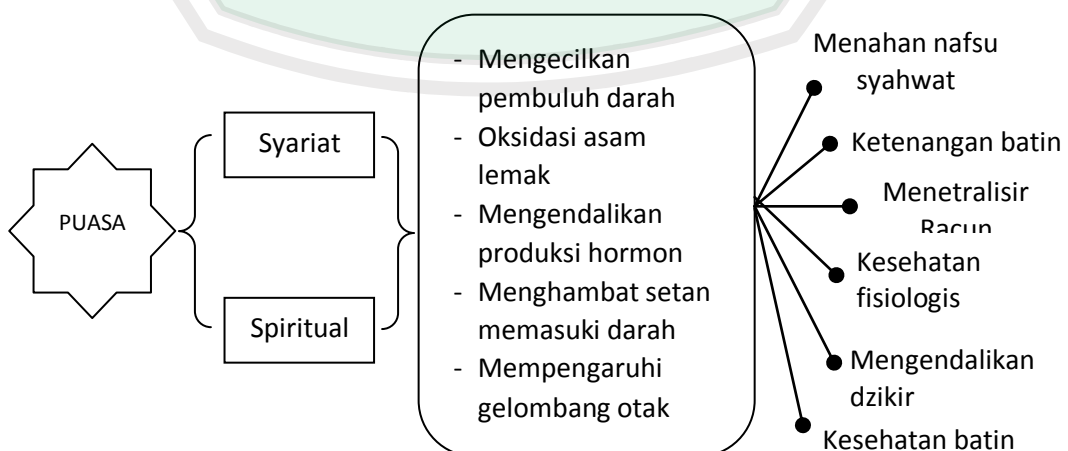 PUASA
Syariat
Spiritual
- Mengecilkan
pembuluh darah
- Oksidasi asam
lemak
- Mengendalikan
produksi hormon
- Menghambat setan
memasuki darah
- Mempengaruhi
gelombang otak
Menahan nafsu
syahwat
Ketenangan batin
Menetralisir
Racun
Kesehatan
fisiologis
Mengendalikan
dzikir
Kesehatan batin